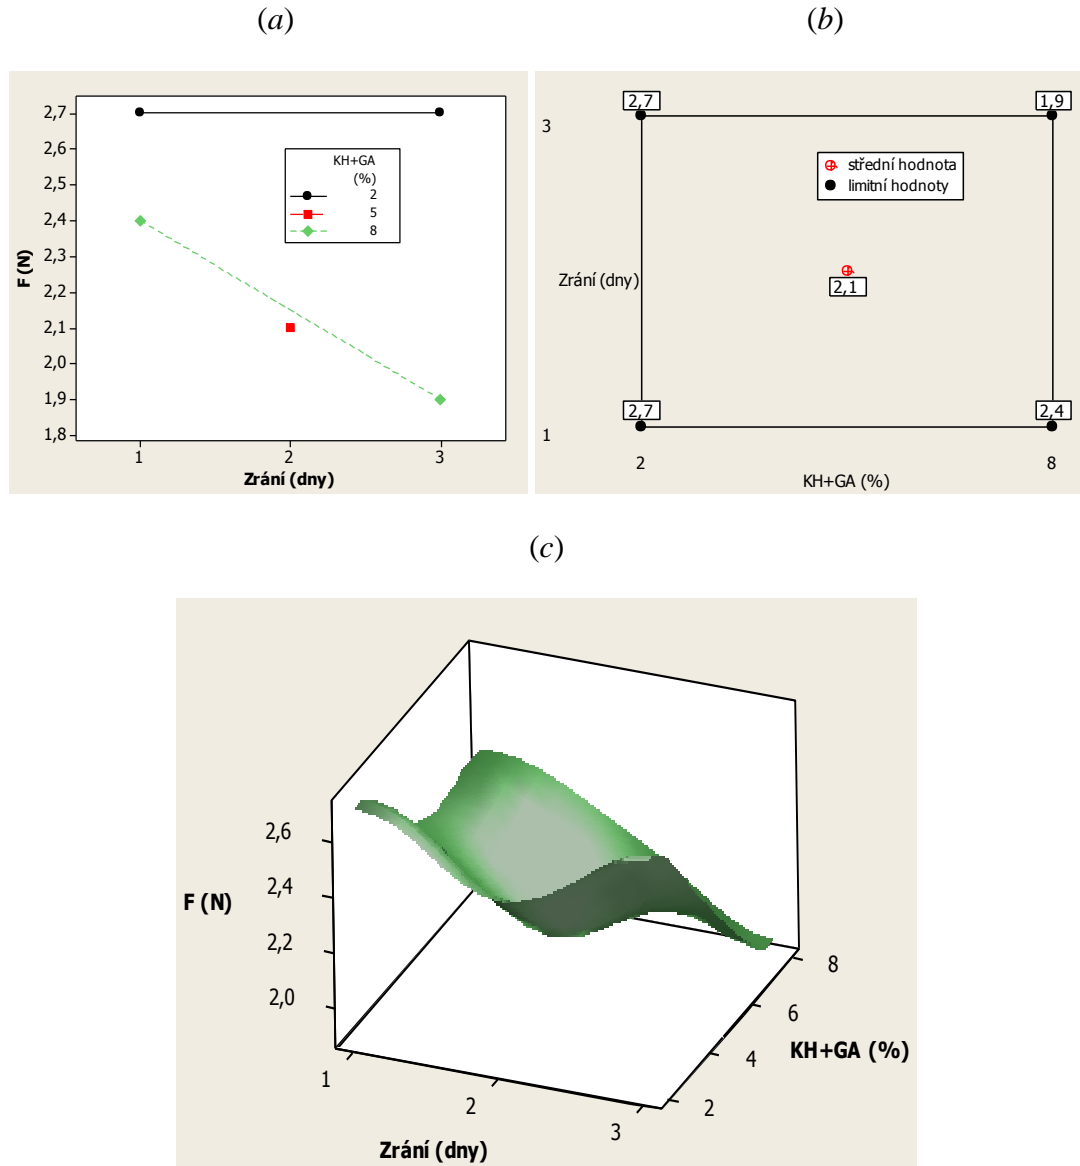 (a)
(b)
2,7
2,6
2,5
2,4
2,3
2,2
2,1
2,0
1,9
1,8
F (N)
KH+GA
(%)
2
5
8
1 2 3
Zrání (dny)
2,7 1,9
3
střední hodnota
limitní hodnoty
Zrání (dny)
2,1
2,7 2,4
1
2 8
KH+GA (%)
(c)
2,6
2,4
2,2
2,0
F (N)
1
2
3
Zrání (dny)
8
6
4
2
KH+GA (%)